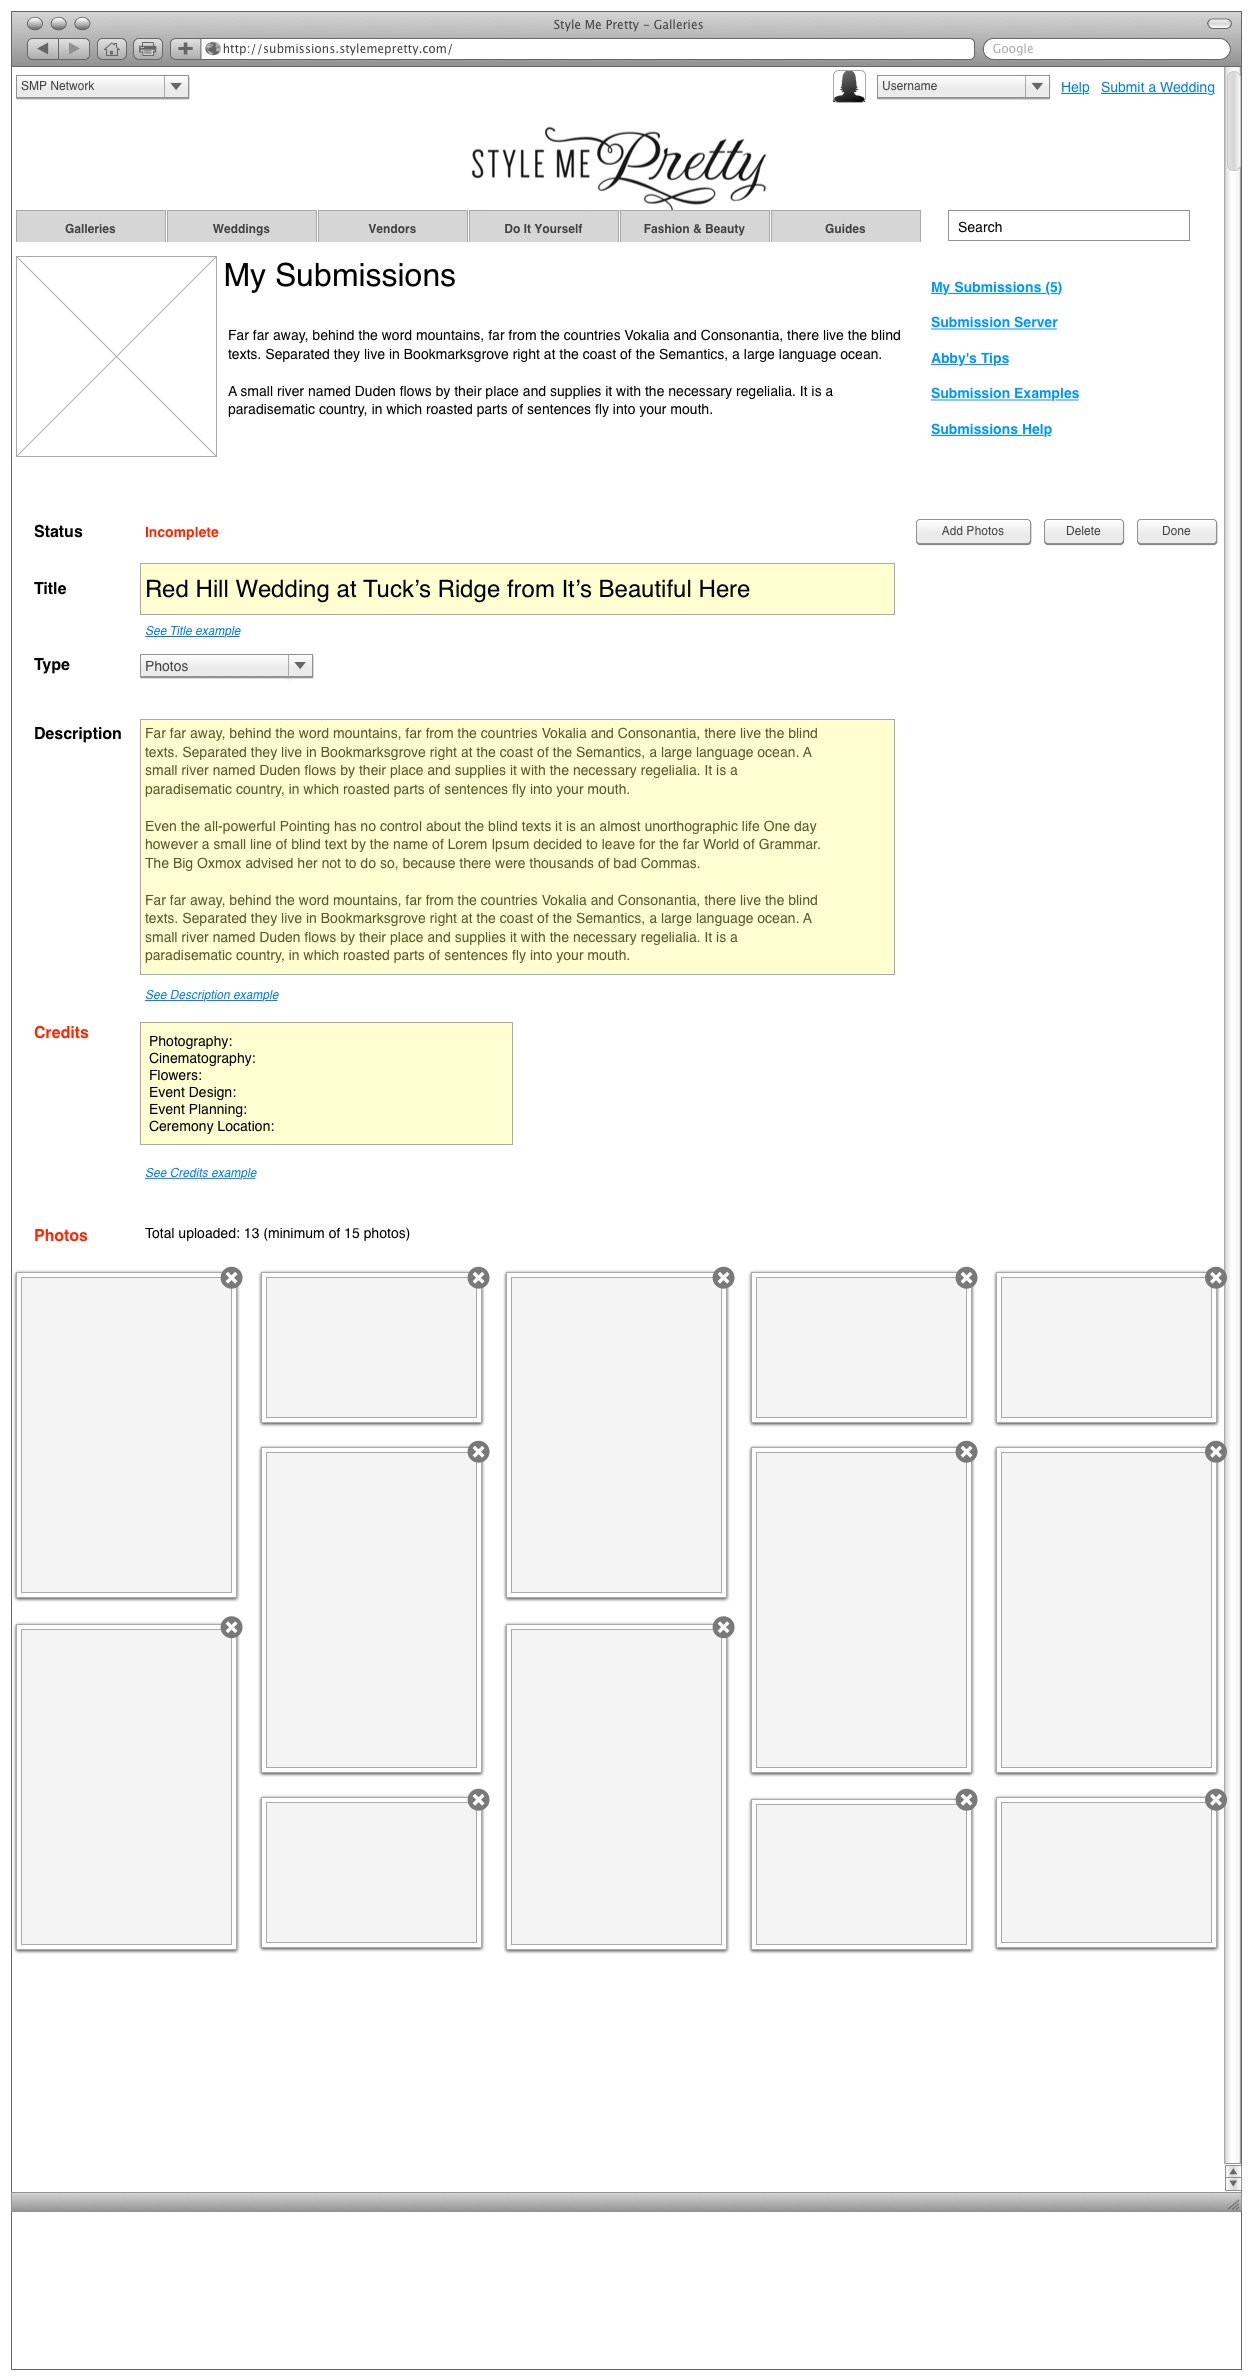 Style Me Pretty – Galleries
http://submissions.stylemepretty.com/
Google
SMP Network
Username
Help
Submit a Wedding
STYLE ME Pretty
Galleries
Weddings
Vendors
Do It Yourself
Fashion & Beauty
Guides
Search
My Submissions
Far far away, behind the word mountains, far from the countries Vokalia and Consonantia, there live the blind
texts. Separated they live in Bookmarksgrove right at the coast of the Semantics, a large language ocean.
A small river named Duden flows by their place and supplies it with the necessary regelialia. It is a
paradisematic country, in which roasted parts of sentences fly into your mouth.
My Submissions (5)
Submission Server
Abby's Tips
Submission Examples
Submissions Help
Status
Incomplete
Add Photos
Delete
Done
Title
Red Hill Wedding at Tuck’s Ridge from It’s Beautiful Here
See Title example
Type
Photos
Description
Far far away, behind the word mountains, far from the countries Vokalia and Consonantia, there live the blind
texts. Separated they live in Bookmarksgrove right at the coast of the Semantics, a large language ocean. A
small river named Duden flows by their place and supplies it with the necessary regelialia. It is a
paradisematic country, in which roasted parts of sentences fly into your mouth.
Even the all-powerful Pointing has no control about the blind texts it is an almost unorthographic life One day
however a small line of blind text by the name of Lorem Ipsum decided to leave for the far World of Grammar.
The Big Oxmox advised her not to do so, because there were thousands of bad Commas.
Far far away, behind the word mountains, far from the countries Vokalia and Consonantia, there live the blind
texts. Separated they live in Bookmarksgrove right at the coast of the Semantics, a large language ocean. A
small river named Duden flows by their place and supplies it with the necessary regelialia. It is a
paradisematic country, in which roasted parts of sentences fly into your mouth.
See Description example
Credits
Photography:
Cinematography:
Flowers:
Event Design:
Event Planning:
Ceremony Location:
See Credits example
Photos
Total uploaded: 13 (minimum of 15 photos)